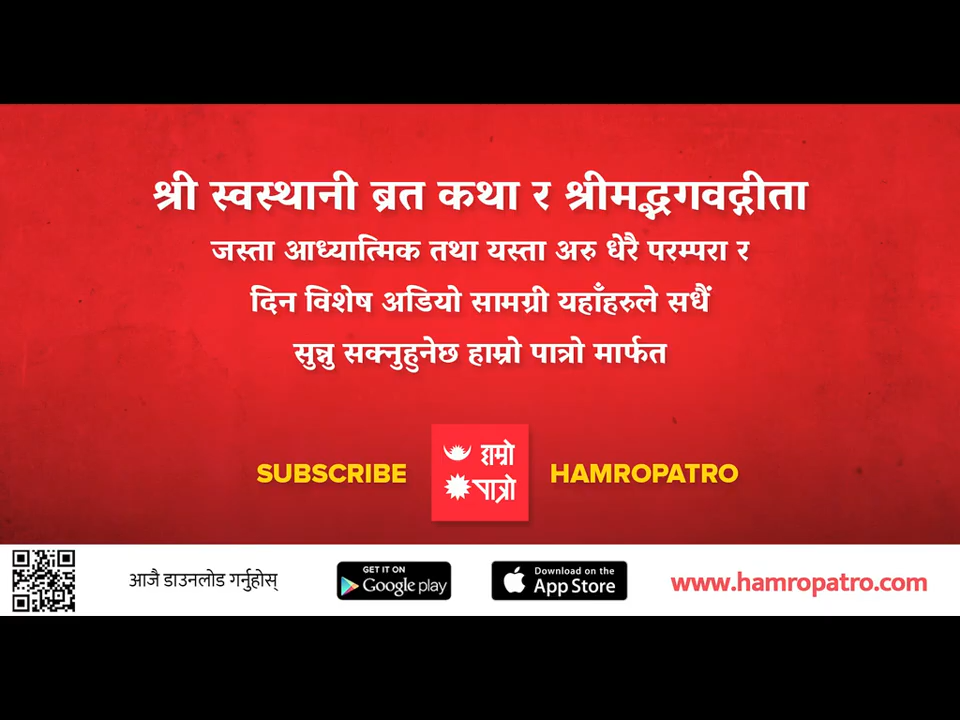 श्री स्वस्थानी ब्रत कथा र श्रीमद्भगवद्गीता
जस्ता आध्यात्मिक तथा यस्ता अरु धेरै परम्परा र
दिन विशेष अडियो सामग्री यहाँहरुले सधैं
सुन्नु सक्नुहुनेछ हाम्रो पात्रो मार्फत
SUBSCRIBE
हाम्रो
पात्रो
HAMROPATRO
आजै डाउनलोड गर्नुहोस्
GET IT ON
Google play
Download on the
App Store
www.hamropatro.com